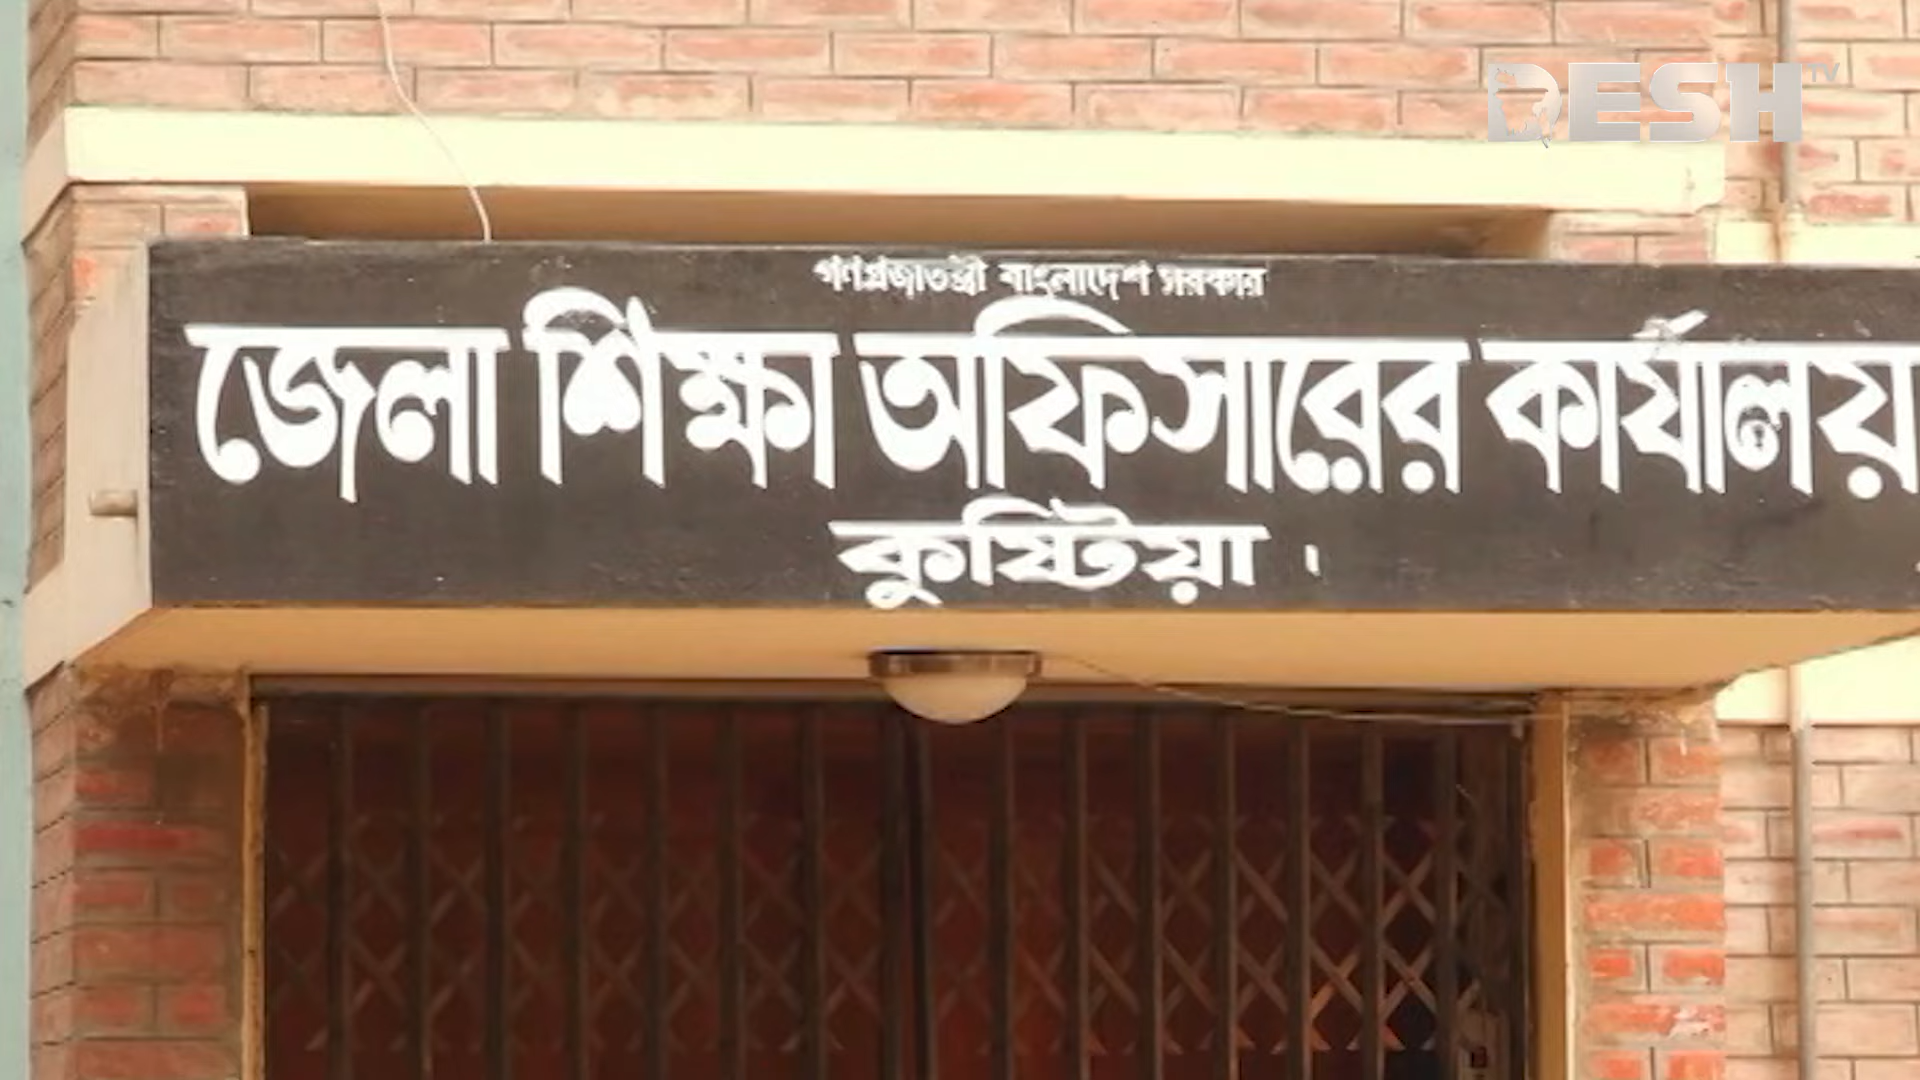 DESH TV
গণপ্রজাতন্ত্রী বাংলাদেশ সরকার
জেলা শিক্ষা অফিসারের কার্যালয়
কুষ্টিয়া।